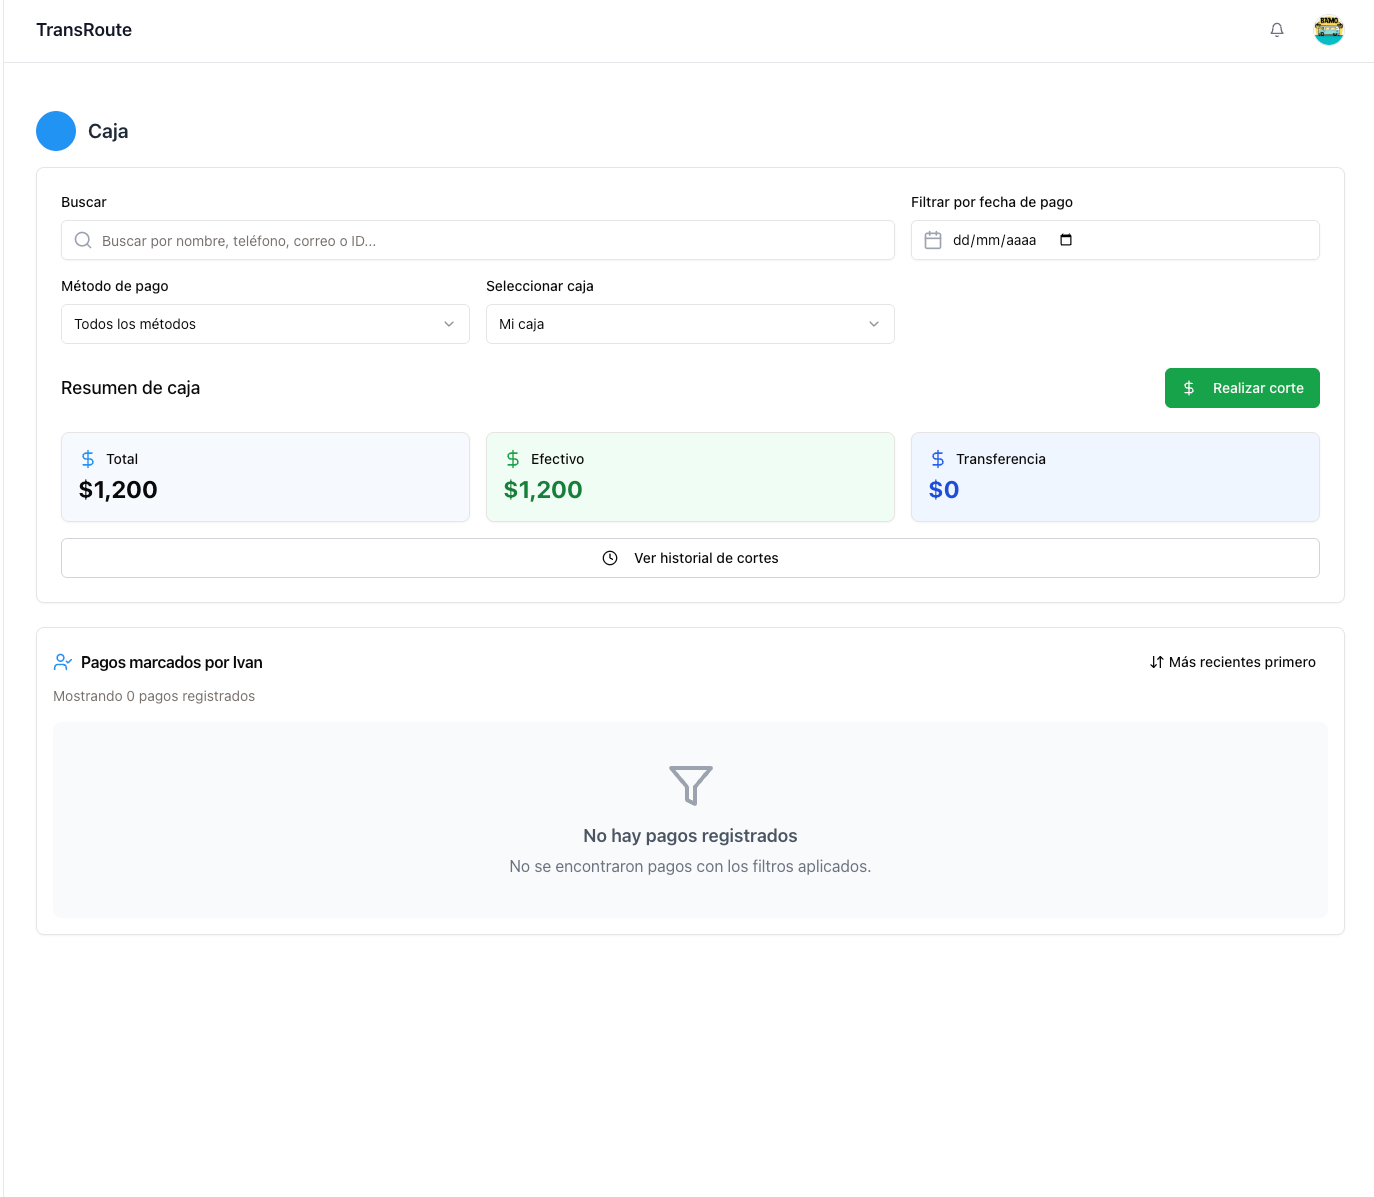 TransRoute
BAMO
Caja
Buscar
Filtrar por fecha de pago
Buscar por nombre, teléfono, correo o ID...
dd/mm/aaaa
Método de pago
Seleccionar caja
Todos los métodos
Mi caja
Resumen de caja
$ Realizar corte
$ Total
$1,200
$ Efectivo
$1,200
$ Transferencia
$0
Ver historial de cortes
Pagos marcados por Ivan
Más recientes primero
Mostrando 0 pagos registrados
No hay pagos registrados
No se encontraron pagos con los filtros aplicados.